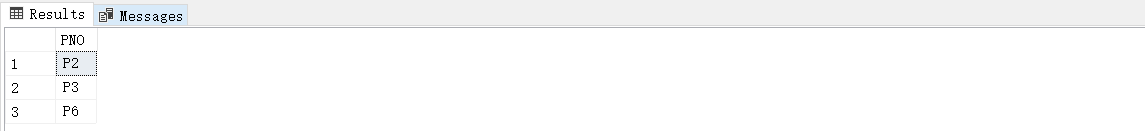 Results Messages
PNO
1 P2
2 P3
3 P6